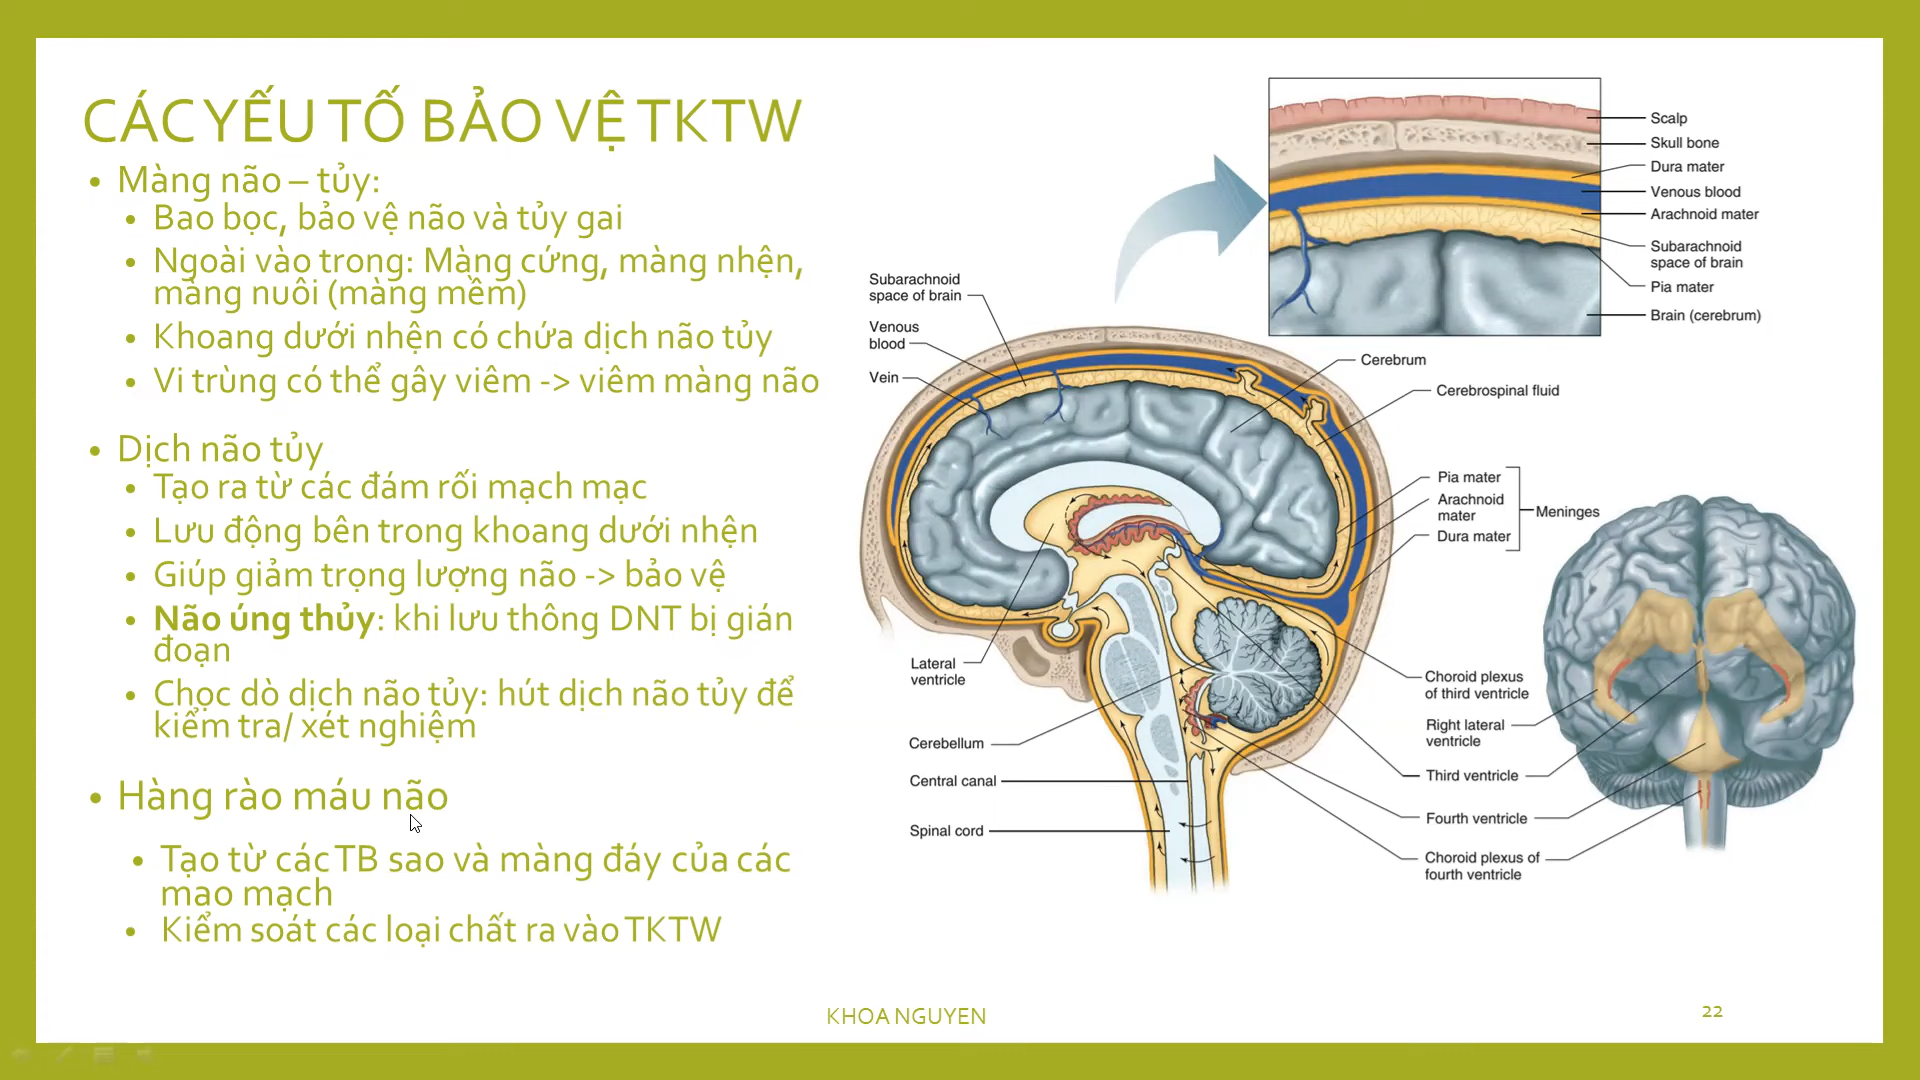 CÁC YẾU TỐ BẢO VỆ TKTW
• Màng não – tủy:
• Bao bọc, bảo vệ não và tủy gai
• Ngoài vào trong: Màng cứng, màng nhện,
màng nuôi (màng mềm)
• Khoang dưới nhện có chứa dịch não tủy
• Vi trùng có thể gây viêm -> viêm màng não
• Dịch não tủy
• Tạo ra từ các đám rối mạch mạc
• Lưu động bên trong khoang dưới nhện
• Giúp giảm trọng lượng não -> bảo vệ
• Não úng thủy: khi lưu thông DNT bị gián
đoạn
• Chọc dò dịch não tủy: hút dịch não tủy để
kiểm tra/ xét nghiệm
• Hàng rào máu não
• Tạo từ các TB sao và màng đáy của các
mao mạch
• Kiểm soát các loại chất ra vào TKTW
Scalp
Skull bone
Dura mater
Venous blood
Arachnoid mater
Subarachnoid
space of brain
Pia mater
Brain (cerebrum)
Subarachnoid
space of brain
Venous
blood
Vein
Cerebrum
Cerebrospinal fluid
Pia mater
Arachnoid
mater
Dura mater
Meninges
Lateral
ventricle
Cerebellum
Central canal
Spinal cord
Choroid plexus
of third ventricle
Right lateral
ventricle
Third ventricle
Fourth ventricle
Choroid plexus of
fourth ventricle
KHOA NGUYEN
22